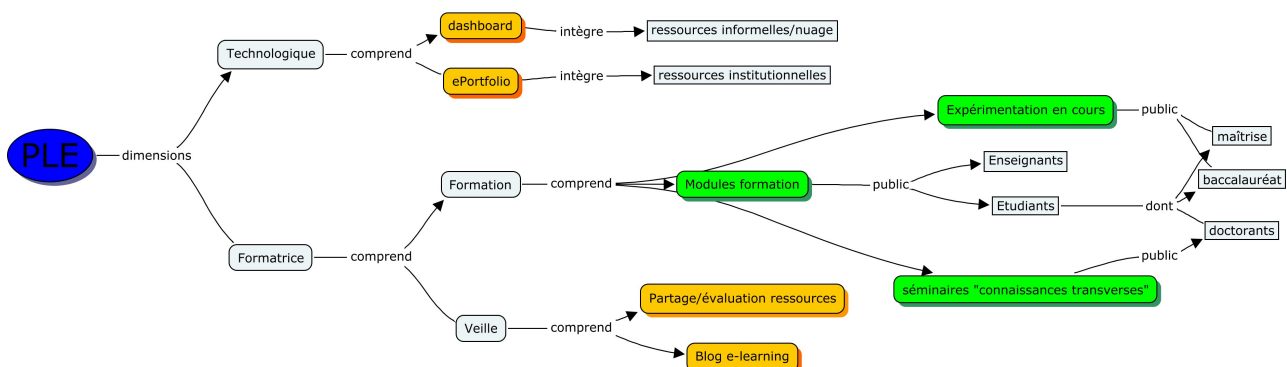 PLE
dimensions
Technologique
comprend
dashboard
intègre
ressources informelles/nuage
ePortfolio
intègre
ressources institutionnelles
Formatrice
comprend
Formation
comprend
Expérimentation en cours
public
maîtrise
baccalauréat
Modules formation
public
Enseignants
Etudiants
dont
doctorants
séminaires "connaissances transverses"
public
Veille
comprend
Partage/évaluation ressources
Blog e-learning